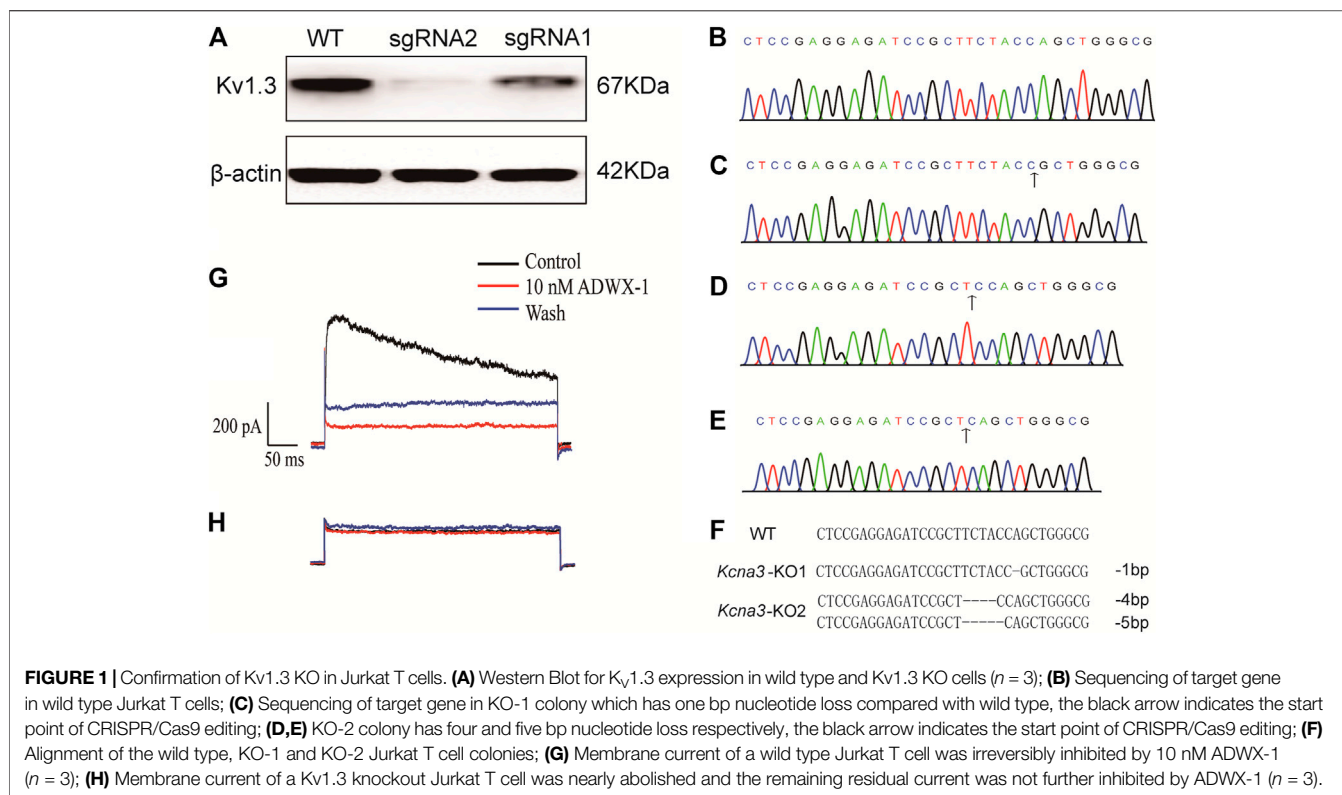 A
WT sgRNA2 sgRNA1
Kv1.3 67KDa
β-actin 42KDa
B
CTCCGAGGAGATCCGCTTCTACCAGCTGGGCG
C
CTCCGAGGAGATCCGCTTCTACCGCTGGGCG
↑
D
CTCCGAGGAGATCCGCTCCAGCTGGGCG
↑
E
CTCCGAGGAGATCCGCTCAGCTGGGCG
↑
F
WT CTCCGAGGAGATCCGCTTCTACCAGCTGGGCG
Kcna3-KO1 CTCCGAGGAGATCCGCTTCTACC-GCTGGGCG -1bp
Kcna3-KO2 CTCCGAGGAGATCCGCT----CCAGCTGGGCG -4bp
CTCCGAGGAGATCCGCT-----CAGCTGGGCG -5bp
G
Control
10 nM ADWX-1
Wash
200 pA
50 ms
H
FIGURE 1 | Confirmation of Kv1.3 KO in Jurkat T cells. (A) Western Blot for KV1.3 expression in wild type and Kv1.3 KO cells (n = 3); (B) Sequencing of target gene
in wild type Jurkat T cells; (C) Sequencing of target gene in KO-1 colony which has one bp nucleotide loss compared with wild type, the black arrow indicates the start
point of CRISPR/Cas9 editing; (D,E) KO-2 colony has four and five bp nucleotide loss respectively, the black arrow indicates the start point of CRISPR/Cas9 editing; (F)
Alignment of the wild type, KO-1 and KO-2 Jurkat T cell colonies; (G) Membrane current of a wild type Jurkat T cell was irreversibly inhibited by 10 nM ADWX-1
(n = 3); (H) Membrane current of a Kv1.3 knockout Jurkat T cell was nearly abolished and the remaining residual current was not further inhibited by ADWX-1 (n = 3).